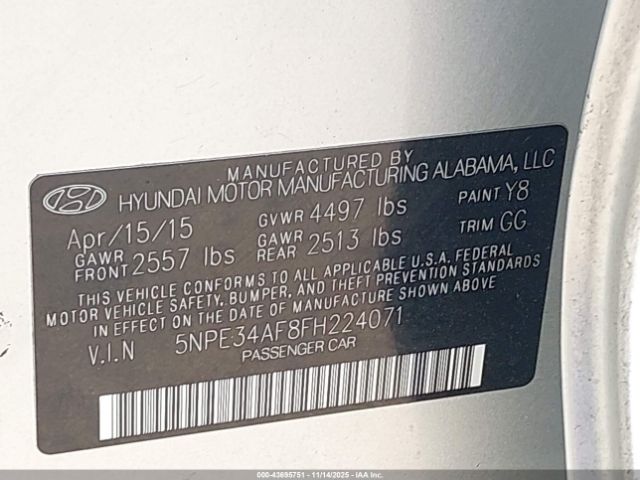 MANUFACTURED BY
HYUNDAI MOTOR MANUFACTURING ALABAMA, LLC
Apr/15/15 GVWR 4497 lbs PAINT Y8
GAWR FRONT 2557 lbs GAWR REAR 2513 lbs TRIM GG
THIS VEHICLE CONFORMS TO ALL APPLICABLE U.S.A. FEDERAL
MOTOR VEHICLE SAFETY, BUMPER, AND THEFT PREVENTION STANDARDS
IN EFFECT ON THE DATE OF MANUFACTURE SHOWN ABOVE.
V.I.N 5NPE34AF8FH224071
PASSENGER CAR
000-43695751 - 11/14/2025 - IAA Inc.